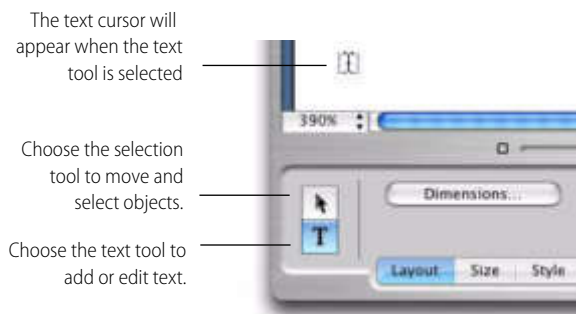 The text cursor will
appear when the text
tool is selected
390%
Choose the selection
tool to move and
select objects.
Dimensions...
T
Choose the text tool to
add or edit text.
Layout Size Style